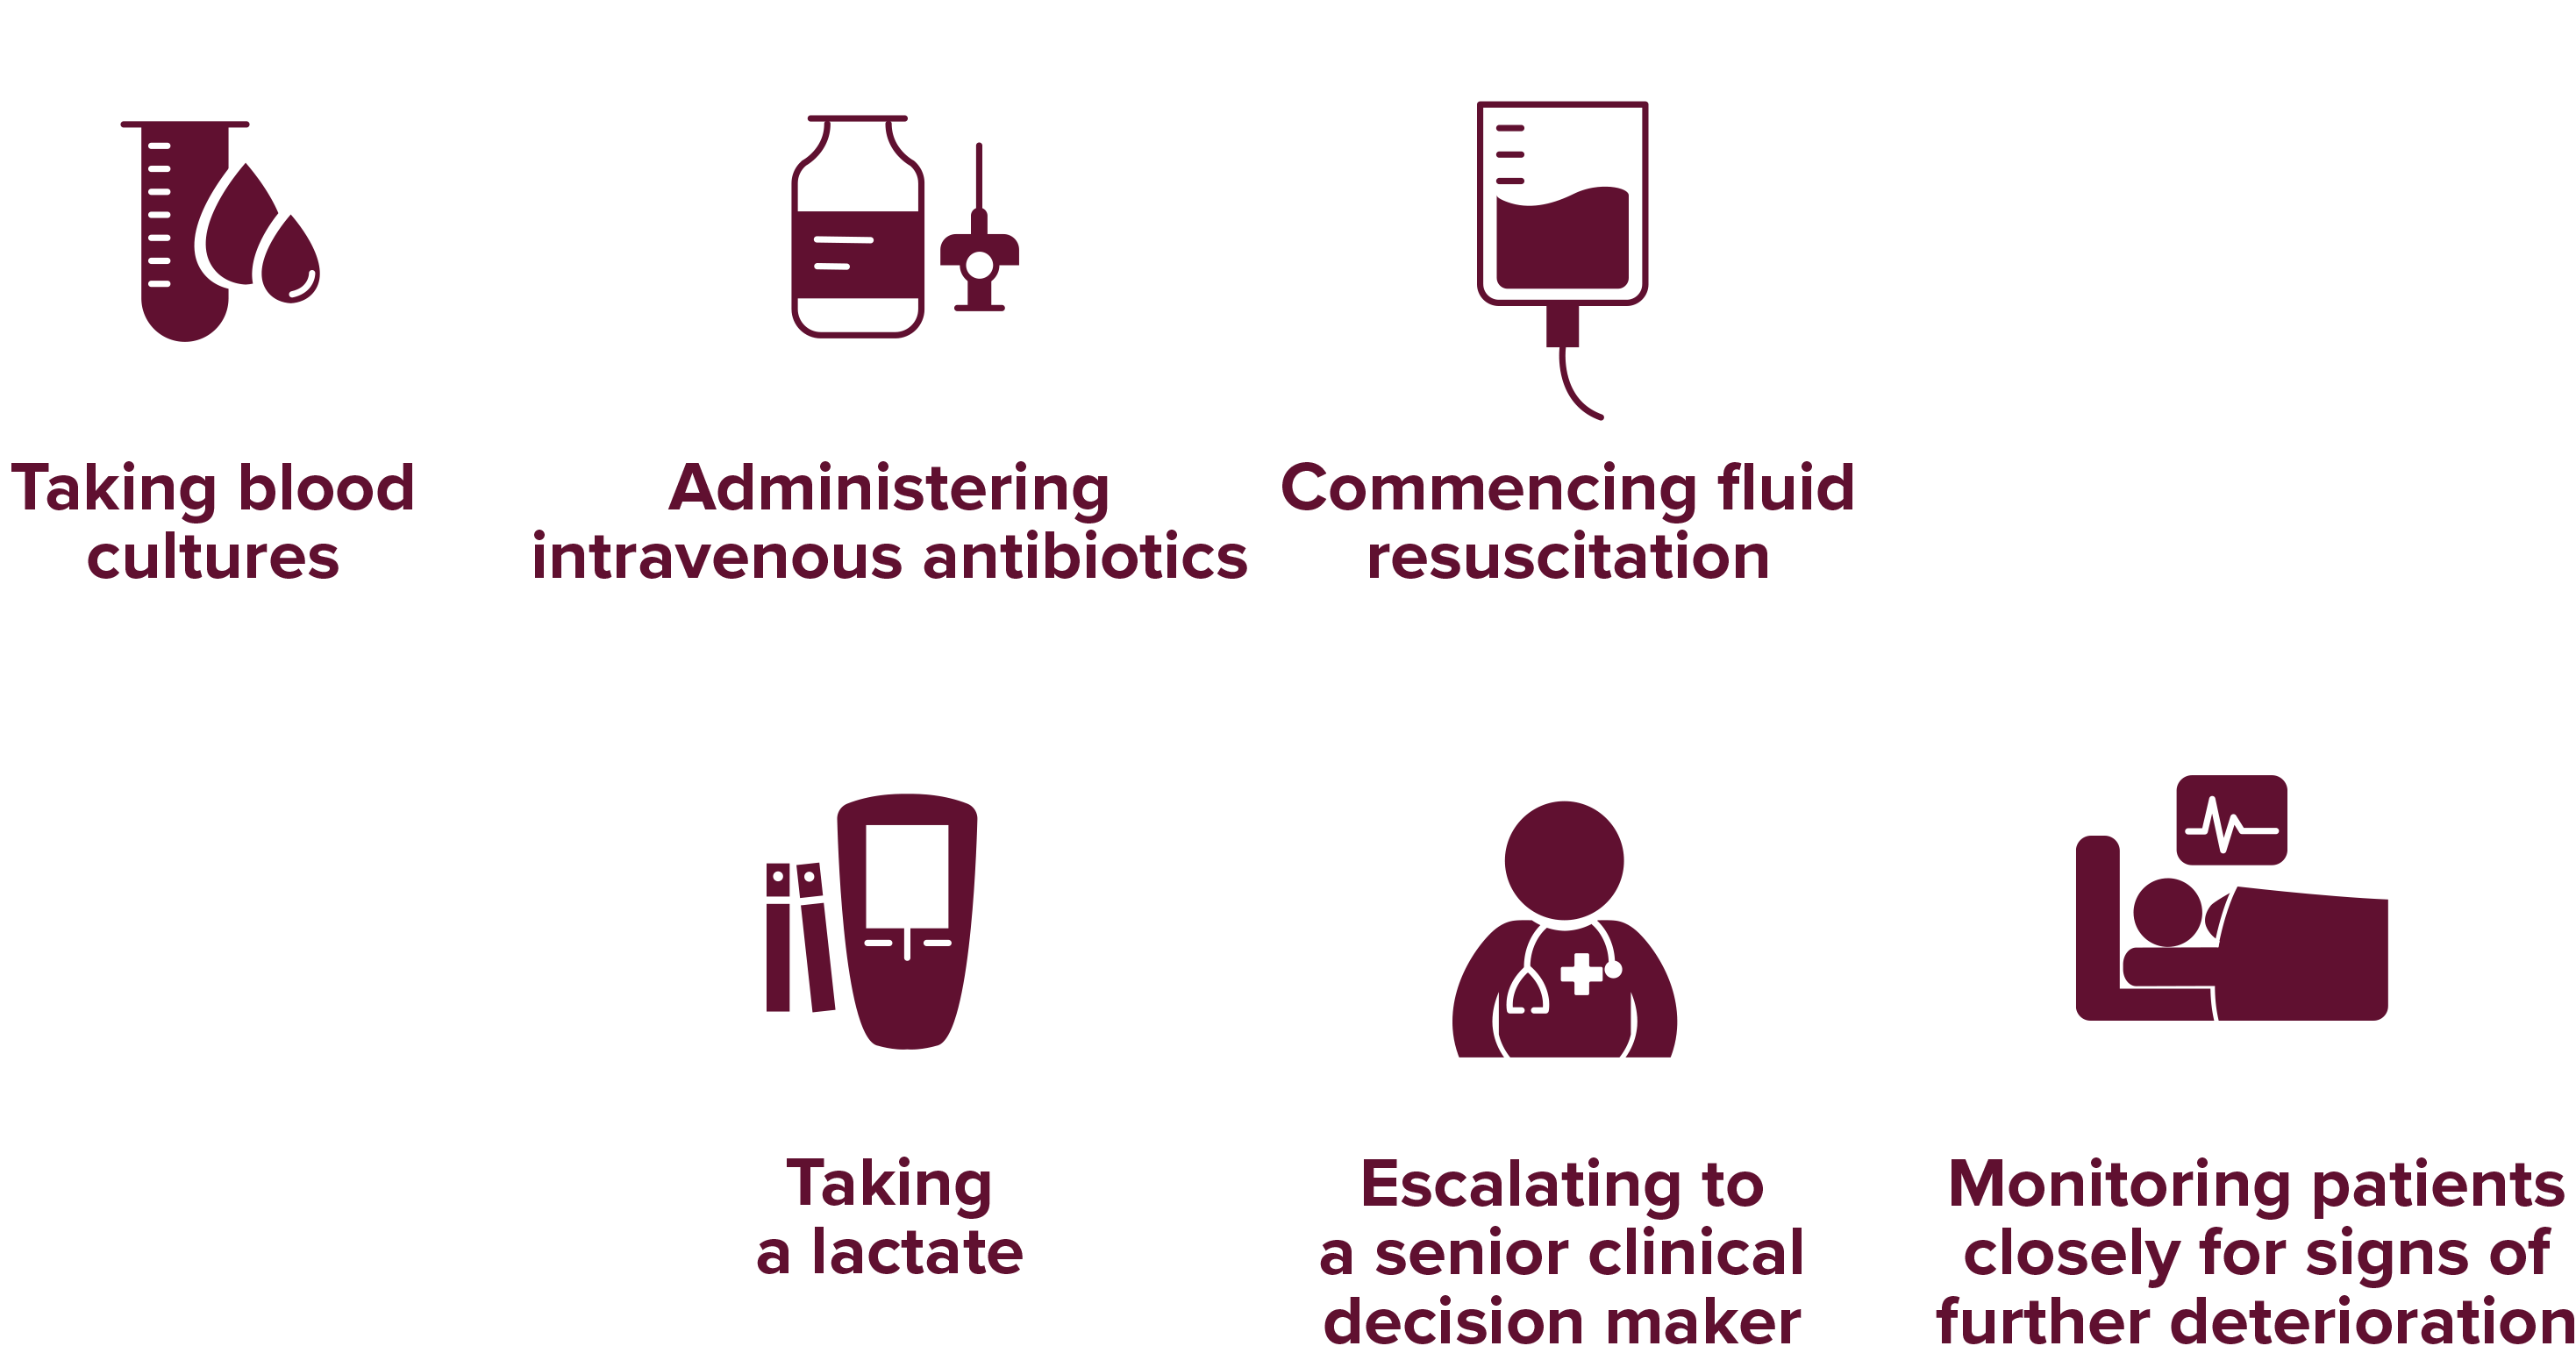 Taking blood
cultures
Administering
intravenous antibiotics
Commencing fluid
resuscitation
Taking
a lactate
Escalating to
a senior clinical
decision maker
Monitoring patients
closely for signs of
further deterioration